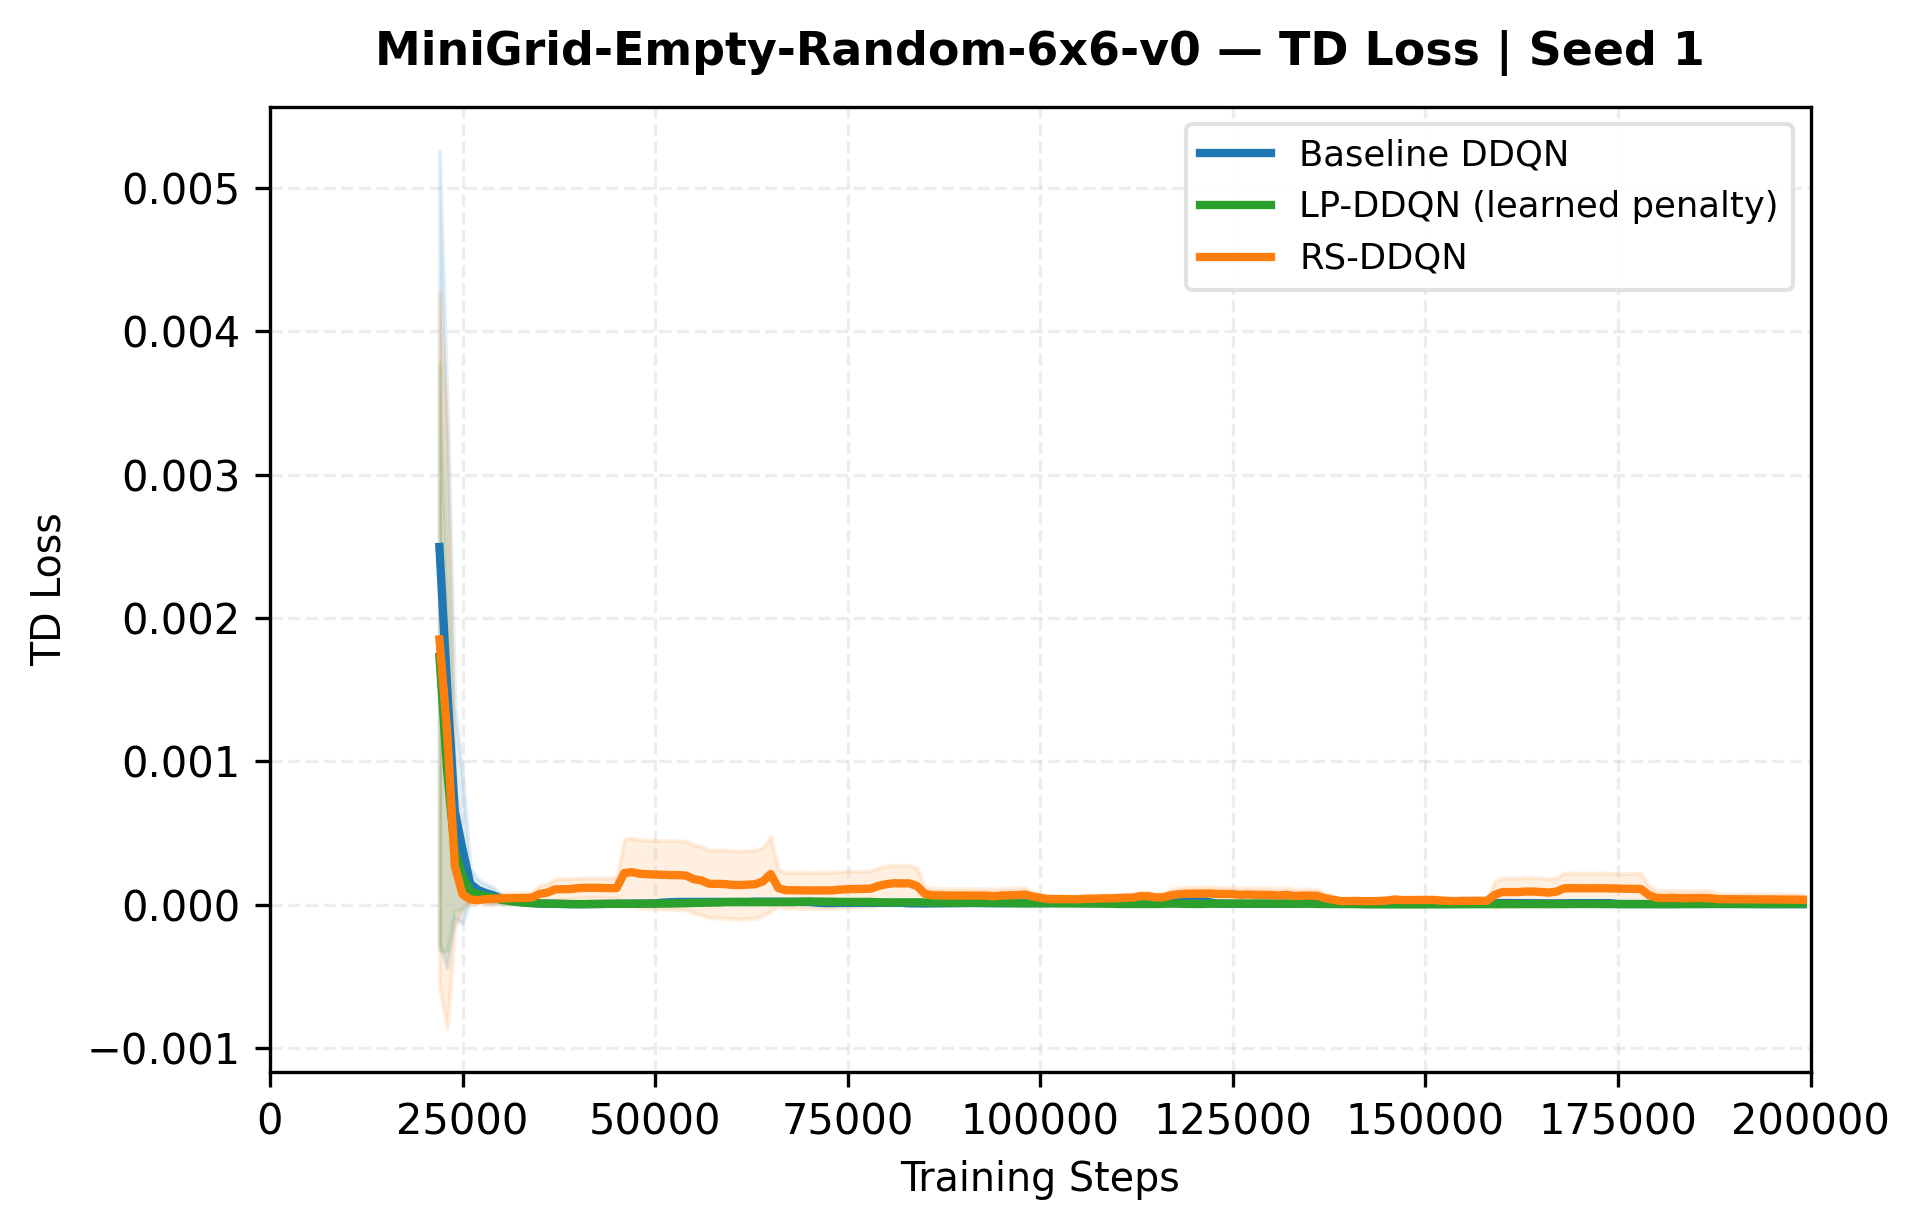 MiniGrid-Empty-Random-6x6-v0 — TD Loss | Seed 1
Baseline DDQN
LP-DDQN (learned penalty)
RS-DDQN
TD Loss
0.005
0.004
0.003
0.002
0.001
0.000
−0.001
0 25000 50000 75000 100000 125000 150000 175000 200000
Training Steps